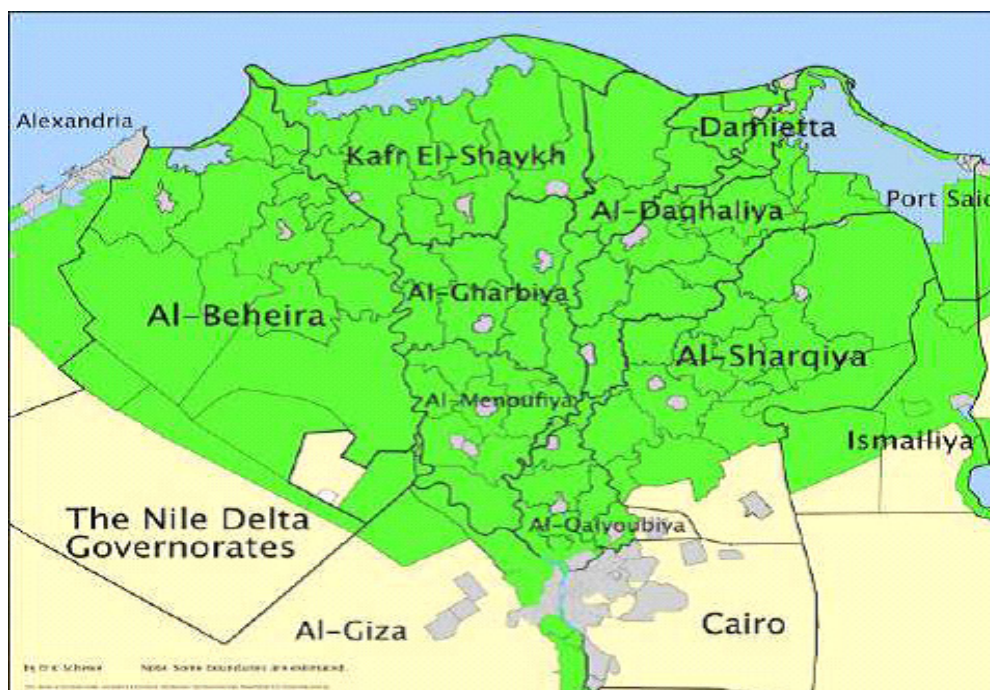 Alexandria
Damietta
Kafr El-Shaykh
Al-Daqhaliya
Port Said
Al-Gharbiya
Al-Beheira
Al-Sharqiya
Al-Menoufiya
Ismailiya
The Nile Delta
Governorates
Al-Qalyoubiya
Al-Giza
Cairo
Note: Some boundaries are estimated.